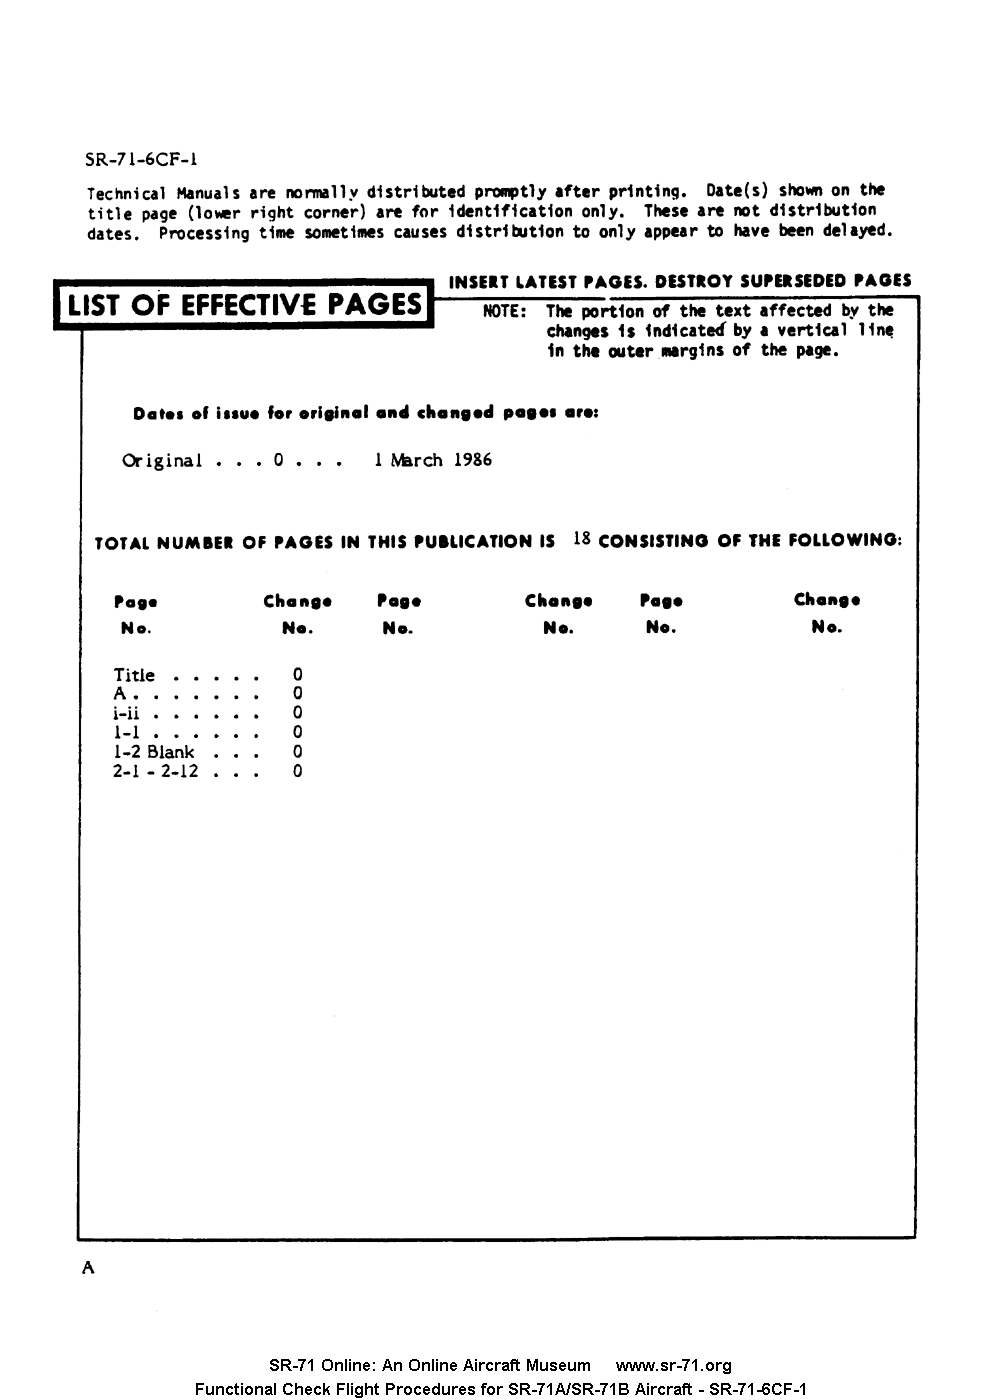 SR-71-6CF-1
Technical Manuals are normally distributed promptly after printing. Date(s) shown on the
title page (lower right corner) are for identification only. These are not distribution
dates. Processing time sometimes causes distribution to only appear to have been delayed.
INSERT LATEST PAGES. DESTROY SUPERSEDED PAGES
LIST OF EFFECTIVE PAGES
NOTE: The portion of the text affected by the
changes is indicated by a vertical line
in the outer margins of the page.
Dates of issue for original and changed pages are:
Original . . . 0 . . . 1 March 1986
TOTAL NUMBER OF PAGES IN THIS PUBLICATION IS 18 CONSISTING OF THE FOLLOWING:
Page Change Page Change Page Change
No. No. No. No. No. No.
Title . . . . . 0
A . . . . . . . 0
i-ii . . . . . . 0
1-1 . . . . . . 0
1-2 Blank . . . 0
2-1 - 2-12 . . . 0
A
SR-71 Online: An Online Aircraft Museum www.sr-71.org
Functional Check Flight Procedures for SR-71A/SR-71B Aircraft - SR-71-6CF-1